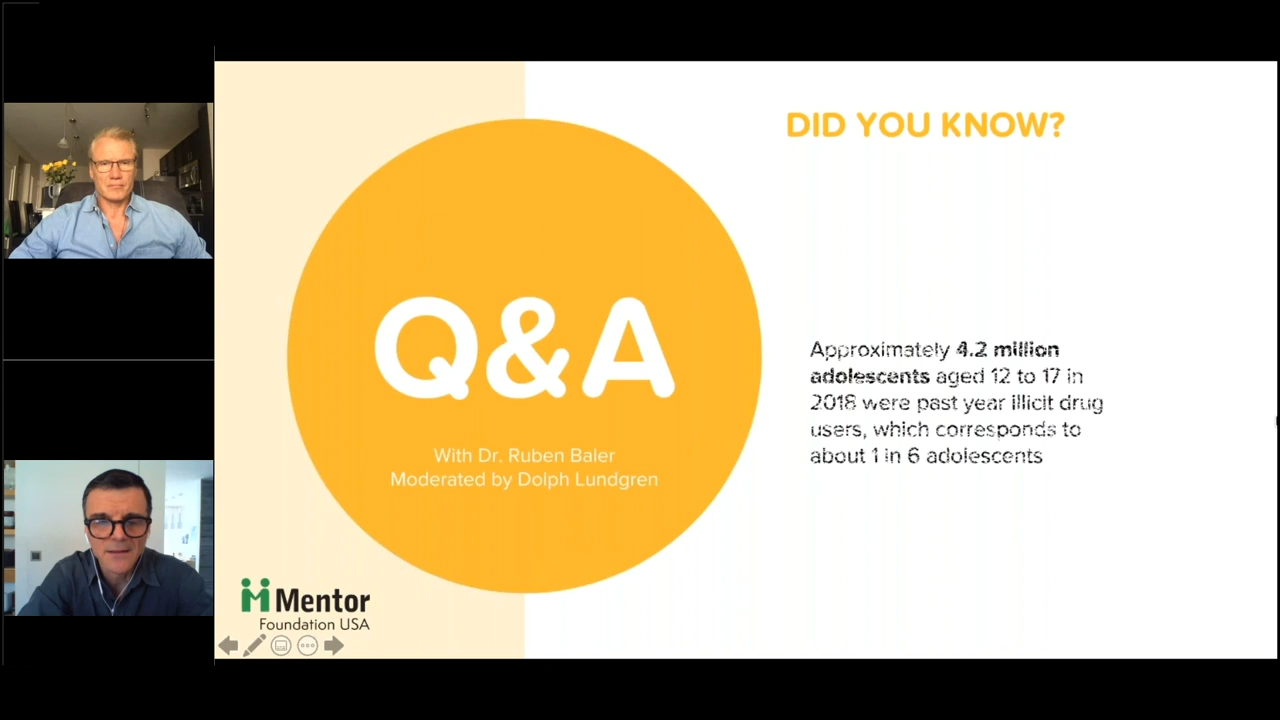 DID YOU KNOW?
Q&A
With Dr. Ruben Baler
Moderated by Dolph Lundgren
Approximately 4.2 million
adolescents aged 12 to 17 in
2018 were past year illicit drug
users, which corresponds to
about 1 in 6 adolescents
Mentor
Foundation USA